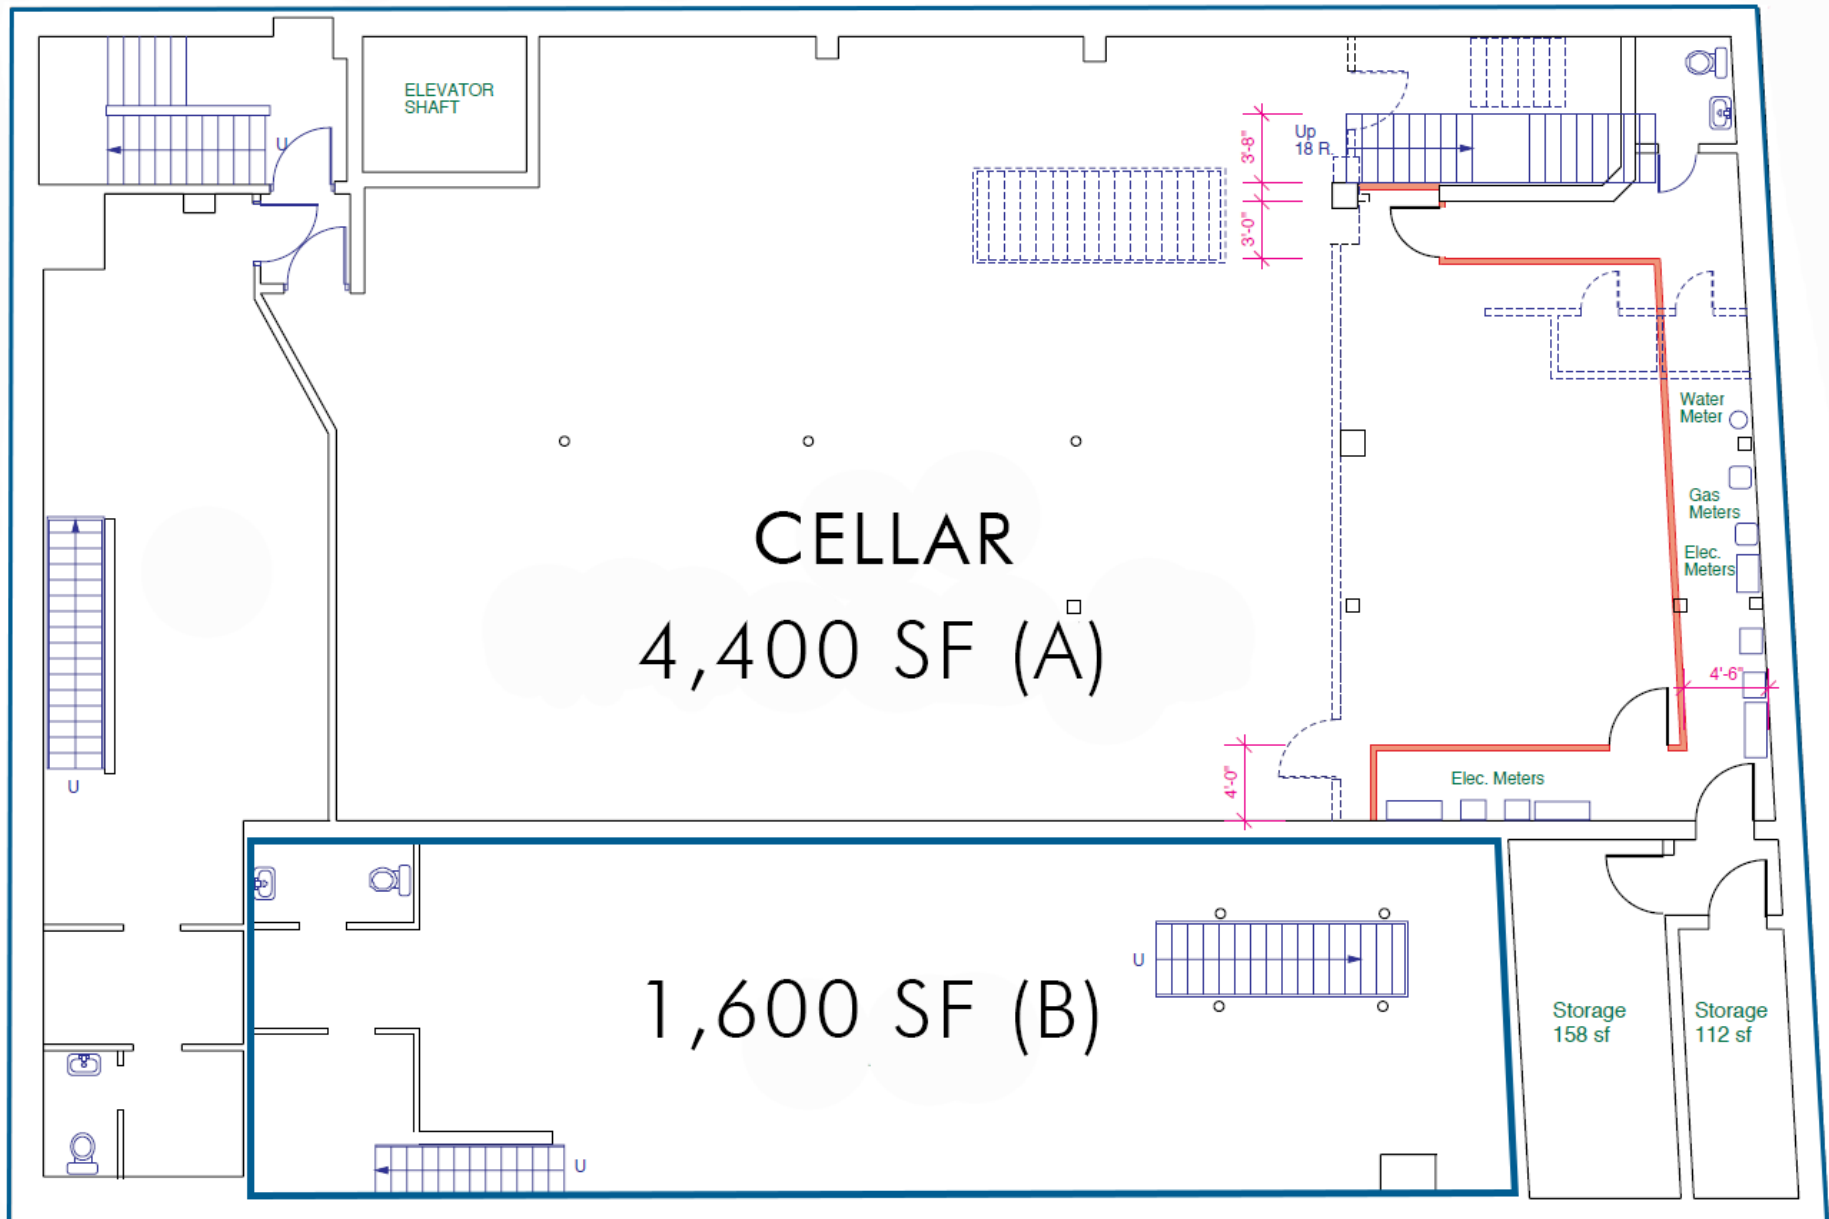 ELEVATOR
SHAFT
U
Up
18 R.
3'-8"
3'-0"
Water
Meter
Gas
Meters
Elec.
Meters
CELLAR
4,400 SF (A)
4'-6"
4'-0"
Elec. Meters
U
U
1,600 SF (B)
Storage
158 sf
Storage
112 sf
U